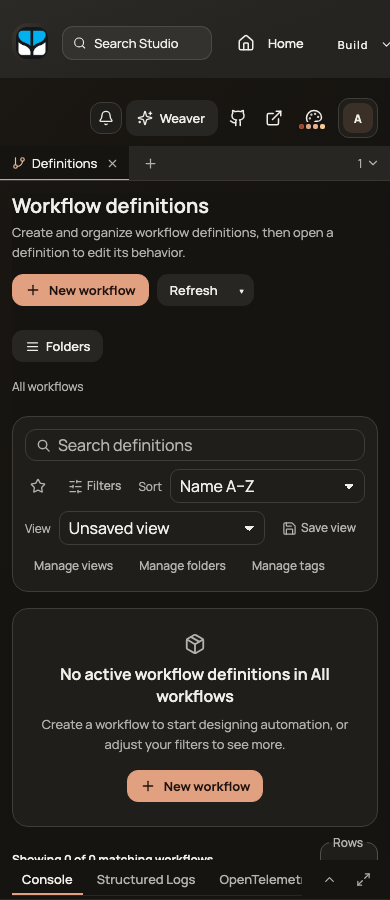 Search Studio
Home
Build
Weaver
A
Definitions
1
Workflow definitions
Create and organize workflow definitions, then open a
definition to edit its behavior.
New workflow
Refresh
Folders
All workflows
Search definitions
Filters
Sort
Name A–Z
View
Unsaved view
Save view
Manage views
Manage folders
Manage tags
No active workflow definitions in All
workflows
Create a workflow to start designing automation, or
adjust your filters to see more.
New workflow
Rows
Showing 0 of 0 matching workflows
Console
Structured Logs
OpenTelemet